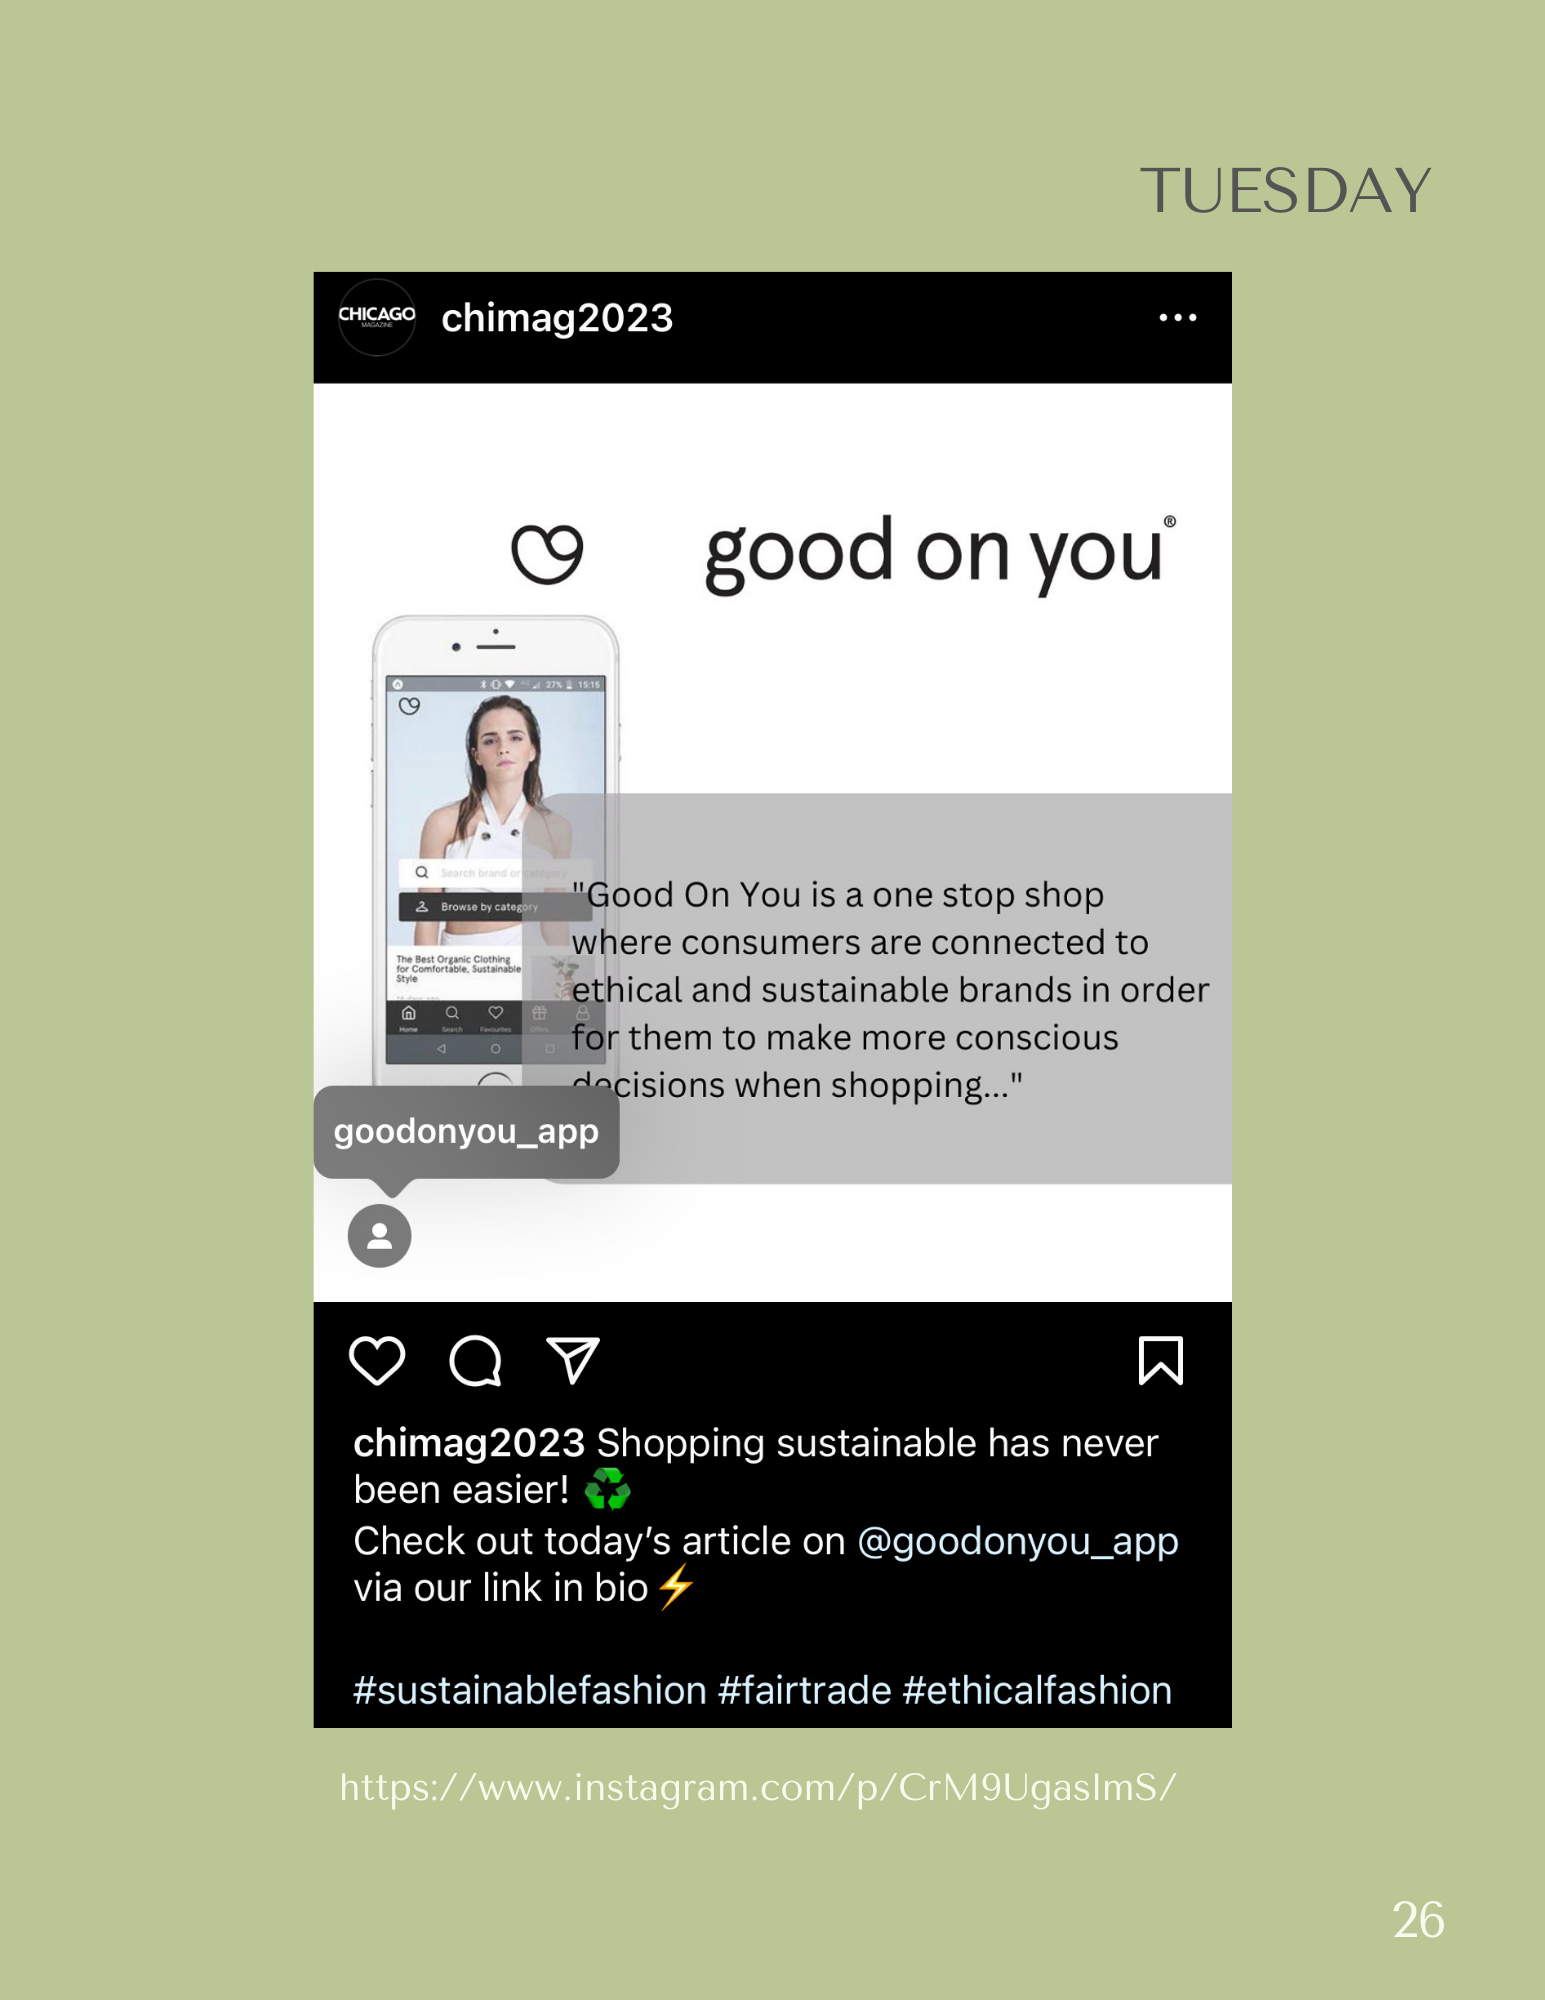 TUESDAY
CHICAGO
MAGAZINE
chimag2023
good on you®
27% 15:15
Search brand or category
Browse by category
The Best Organic Clothing
for Comfortable, Sustainable
Style
Home Search Favourites Offers
"Good On You is a one stop shop
where consumers are connected to
ethical and sustainable brands in order
for them to make more conscious
decisions when shopping..."
goodonyou_app
chimag2023 Shopping sustainable has never
been easier! ♻️
Check out today’s article on @goodonyou_app
via our link in bio⚡
#sustainablefashion #fairtrade #ethicalfashion
https://www.instagram.com/p/CrM9UgasImS/
26